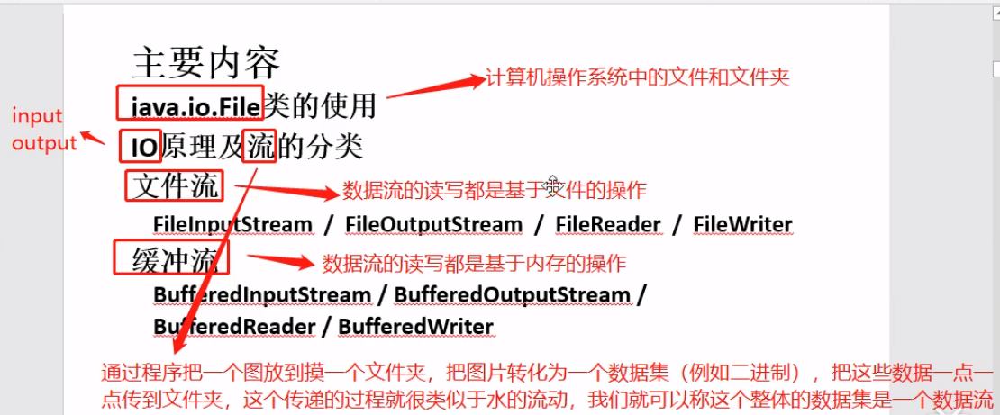 主要内容
计算机操作系统中的文件和文件夹
java.io.File类的使用
input
output
IO原理及流的分类
文件流
数据流的读写都是基于文件的操作
FileInputStream / FileOutputStream / FileReader / FileWriter
缓冲流
数据流的读写都是基于内存的操作
BufferedInputStream / BufferedOutputStream /
BufferedReader / BufferedWriter
通过程序把一个图放到摸一个文件夹，把图片转化为一个数据集（例如二进制），把这些数据一点一
点传到文件夹，这个传递的过程就很类似于水的流动，我们就可以称这个整体的数据集是一个数据流